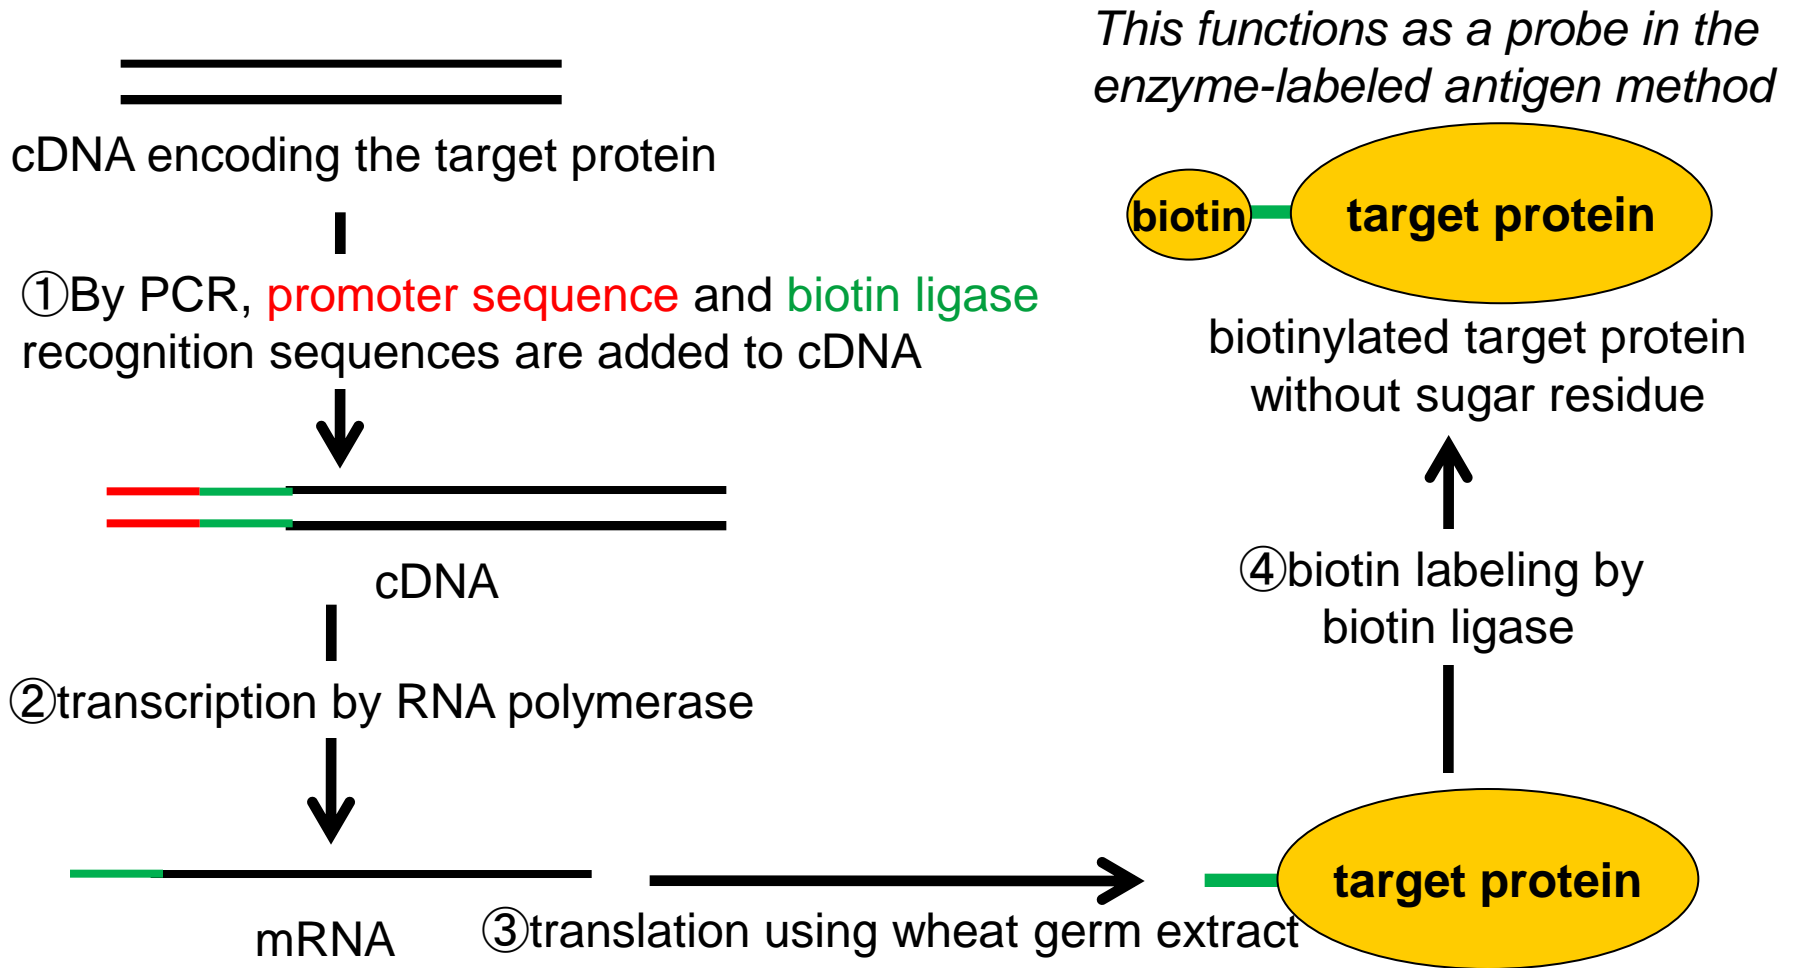 cDNA encoding the target protein
①By PCR, promoter sequence and biotin ligase
recognition sequences are added to cDNA
cDNA
②transcription by RNA polymerase
mRNA
③translation using wheat germ extract
target protein
④biotin labeling by
biotin ligase
This functions as a probe in the
enzyme-labeled antigen method
biotin
target protein
biotinylated target protein
without sugar residue